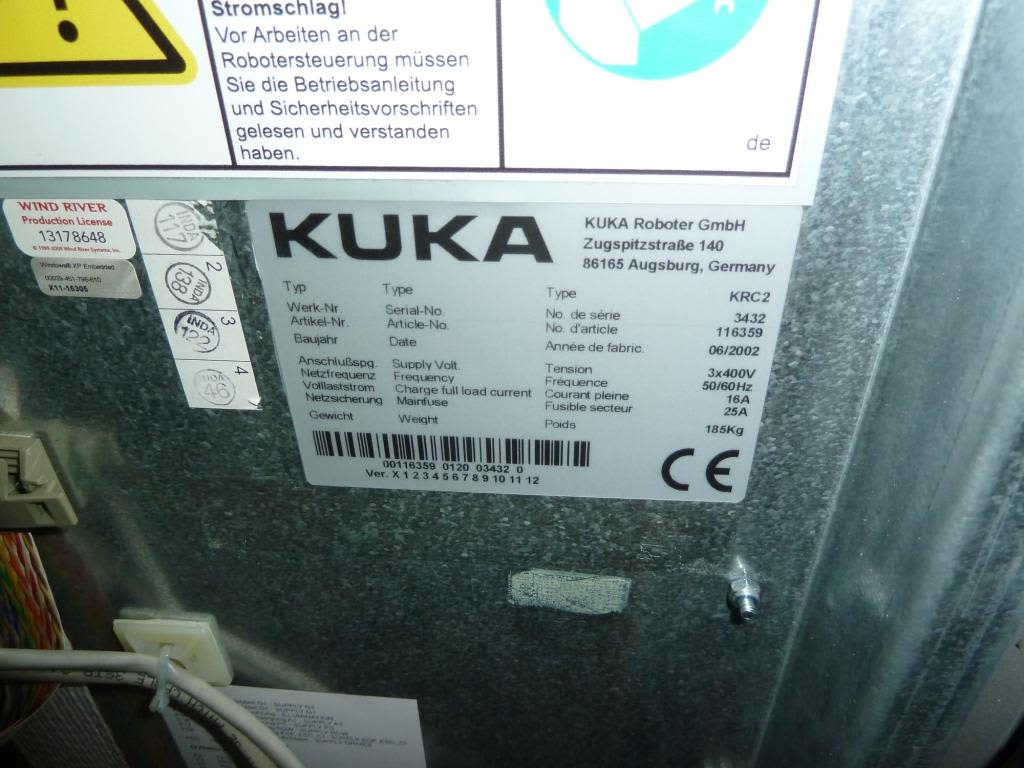 Stromschlag!
Vor Arbeiten an der
Robotersteuerung müssen
Sie die Betriebsanleitung
und Sicherheitsvorschriften
gelesen und verstanden
haben.
de
WIND RIVER
Production License
13178648
Windows® XP Embedded
X11-15305
INDA
117
2
138
INDA
3
INDA
122
4
INDA
46
KUKA
KUKA Roboter GmbH
Zugspitzstraße 140
86165 Augsburg, Germany
Typ Type Type KRC2
Werk-Nr. Serial-No. No. de série 3432
Artikel-Nr. Article-No. No. d'article 116359
Baujahr Date Année de fabric. 06/2002
Anschlußspg. Supply Volt. Tension 3x400V
Netzfrequenz Frequency Fréquence 50/60Hz
Volllaststrom Charge full load current Courant pleine 16A
Netzsicherung Mainfuse Fusible secteur 25A
Gewicht Weight Poids 185Kg
00116359 0120 03432 0
Ver. X 1 2 3 4 5 6 7 8 9 10 11 12
CE